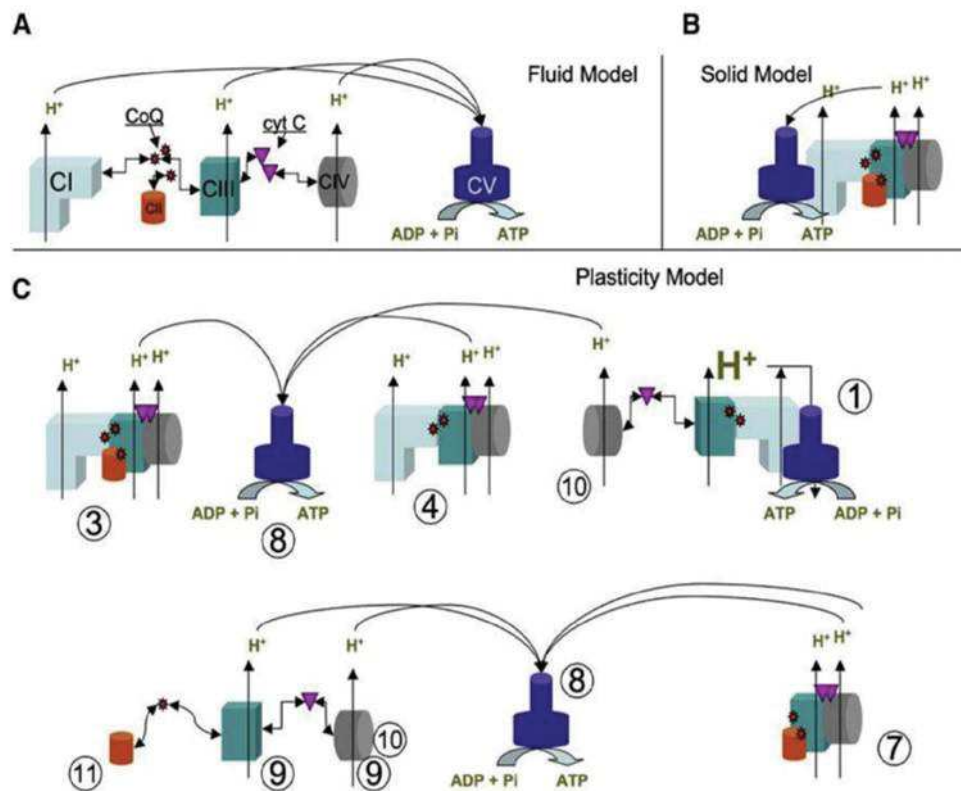 A
B
Fluid Model
Solid Model
H⁺
H⁺
H⁺
H⁺
H⁺
H⁺
CoQ
cyt C
CI
CII
CIII
CIV
CV
ADP + Pi
ATP
ADP + Pi
ATP
C
Plasticity Model
H⁺
H⁺
H⁺
H⁺
H⁺
H⁺
H⁺
H⁺
1
3
ADP + Pi
ATP
8
4
10
ATP
ADP + Pi
H⁺
H⁺
H⁺
H⁺
8
11
9
10
9
ADP + Pi
ATP
7